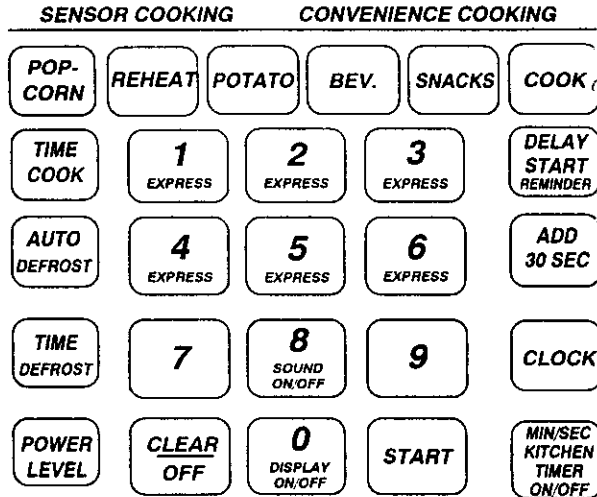 SENSOR COOKING CONVENIENCE COOKING
POP-
CORN
REHEAT
POTATO
BEV.
SNACKS
COOK
TIME
COOK
1
EXPRESS
2
EXPRESS
3
EXPRESS
DELAY
START
REMINDER
AUTO
DEFROST
4
EXPRESS
5
EXPRESS
6
EXPRESS
ADD
30 SEC
TIME
DEFROST
7
8
SOUND
ON/OFF
9
CLOCK
POWER
LEVEL
CLEAR
OFF
0
DISPLAY
ON/OFF
START
MIN/SEC
KITCHEN
TIMER
ON/OFF